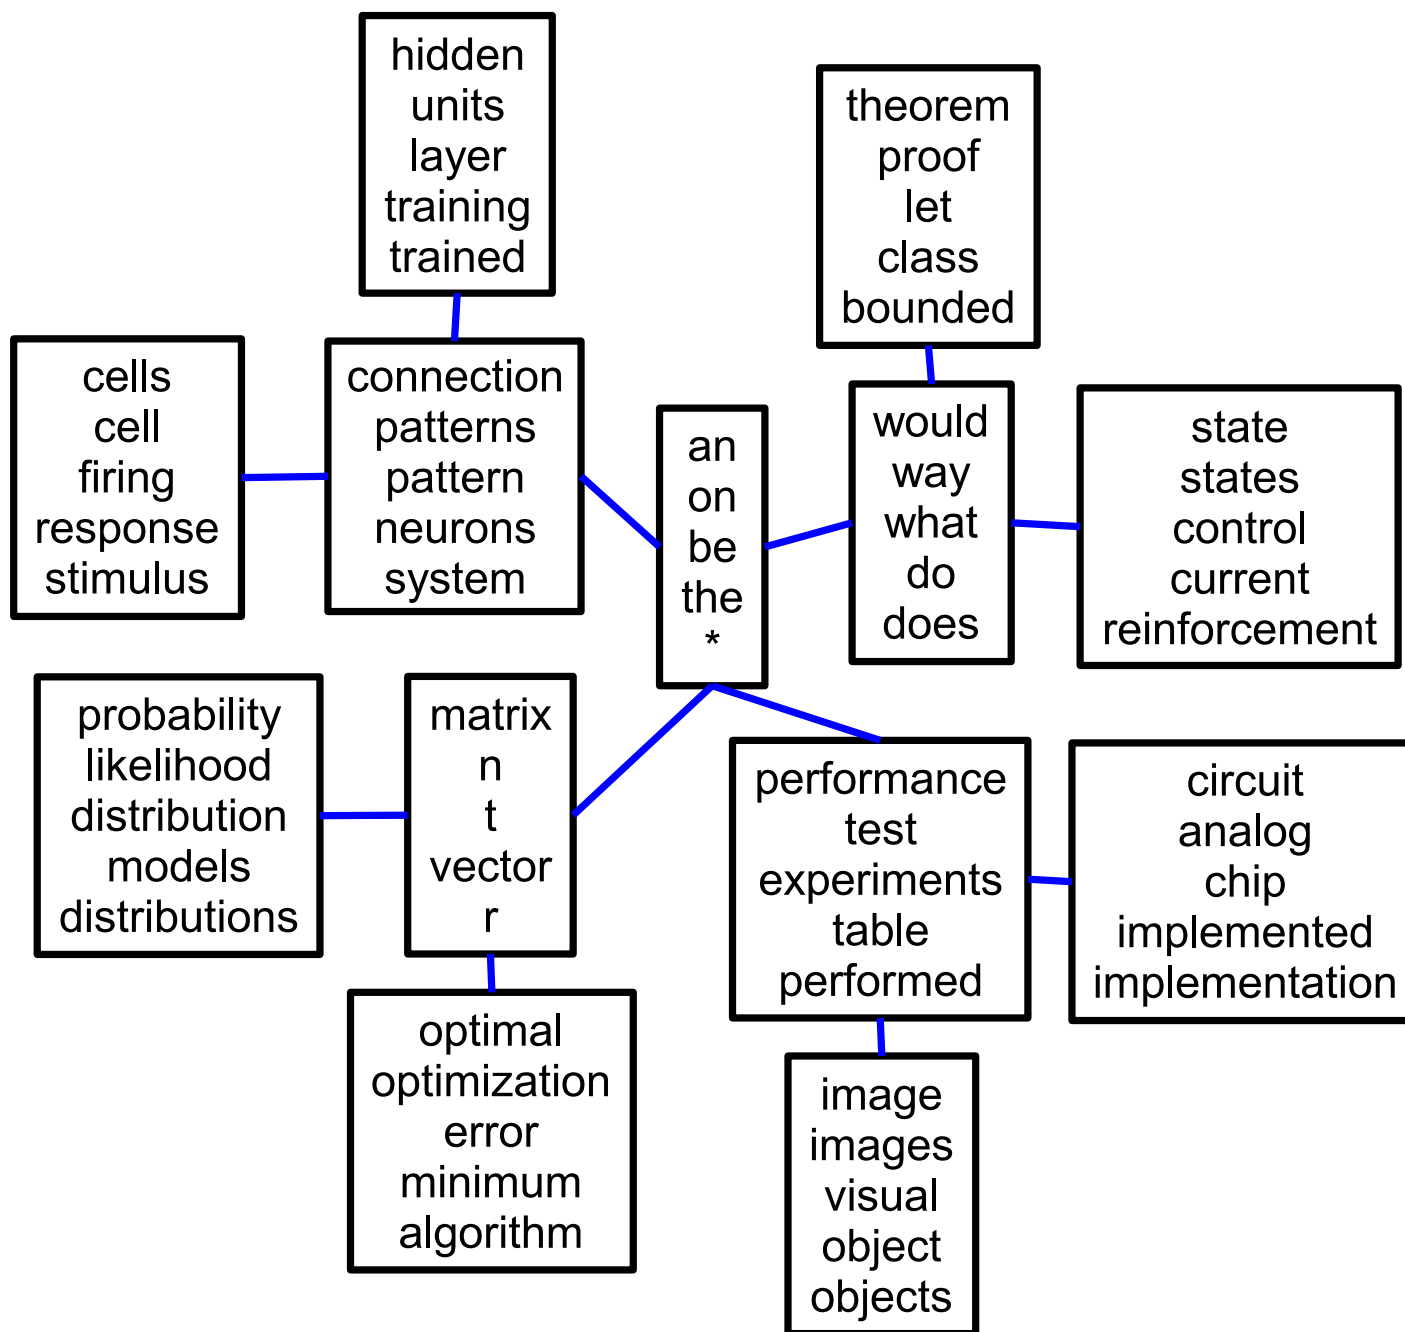 hidden
units
layer
training
trained
theorem
proof
let
class
bounded
cells
cell
firing
response
stimulus
connection
patterns
pattern
neurons
system
an
on
be
the
*
would
way
what
do
does
state
states
control
current
reinforcement
probability
likelihood
distribution
models
distributions
matrix
n
t
vector
r
performance
test
experiments
table
performed
circuit
analog
chip
implemented
implementation
optimal
optimization
error
minimum
algorithm
image
images
visual
object
objects